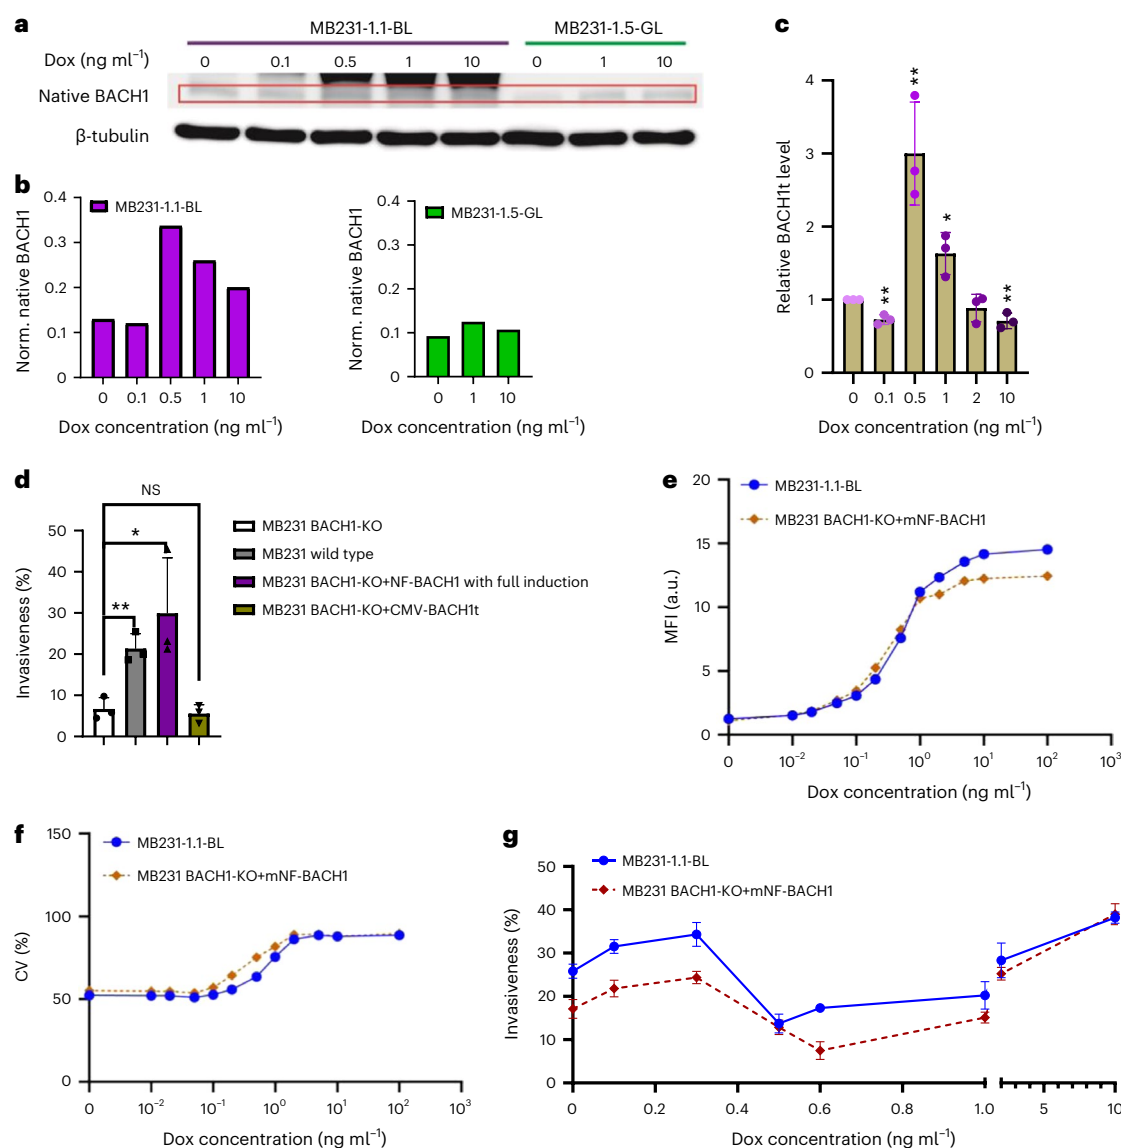 a
MB231-1.1-BL
MB231-1.5-GL
Dox (ng ml⁻¹)
0 0.1 0.5 1 10 0 1 10
Native BACH1
β-tubulin
b
MB231-1.1-BL
Norm. native BACH1
0.4
0.3
0.2
0.1
0
0 0.1 0.5 1 10
Dox concentration (ng ml⁻¹)
MB231-1.5-GL
Norm. native BACH1
0.4
0.3
0.2
0.1
0
0 1 10
Dox concentration (ng ml⁻¹)
c
Relative BACH1t level
4
3
2
1
0
** ** * **
0 0.1 0.5 1 2 10
Dox concentration (ng ml⁻¹)
d
NS
*
**
Invasiveness (%)
50
40
30
20
10
0
MB231 BACH1-KO
MB231 wild type
MB231 BACH1-KO+NF-BACH1 with full induction
MB231 BACH1-KO+CMV-BACH1t
e
MB231-1.1-BL
MB231 BACH1-KO+mNF-BACH1
MFI (a.u.)
20
15
10
5
0
0 10⁻² 10⁻¹ 10⁰ 10¹ 10² 10³
Dox concentration (ng ml⁻¹)
f
MB231-1.1-BL
MB231 BACH1-KO+mNF-BACH1
CV (%)
150
100
50
0
0 10⁻² 10⁻¹ 10⁰ 10¹ 10² 10³
Dox concentration (ng ml⁻¹)
g
MB231-1.1-BL
MB231 BACH1-KO+mNF-BACH1
Invasiveness (%)
50
40
30
20
10
0
0 0.2 0.4 0.6 0.8 1.0 5 10
Dox concentration (ng ml⁻¹)